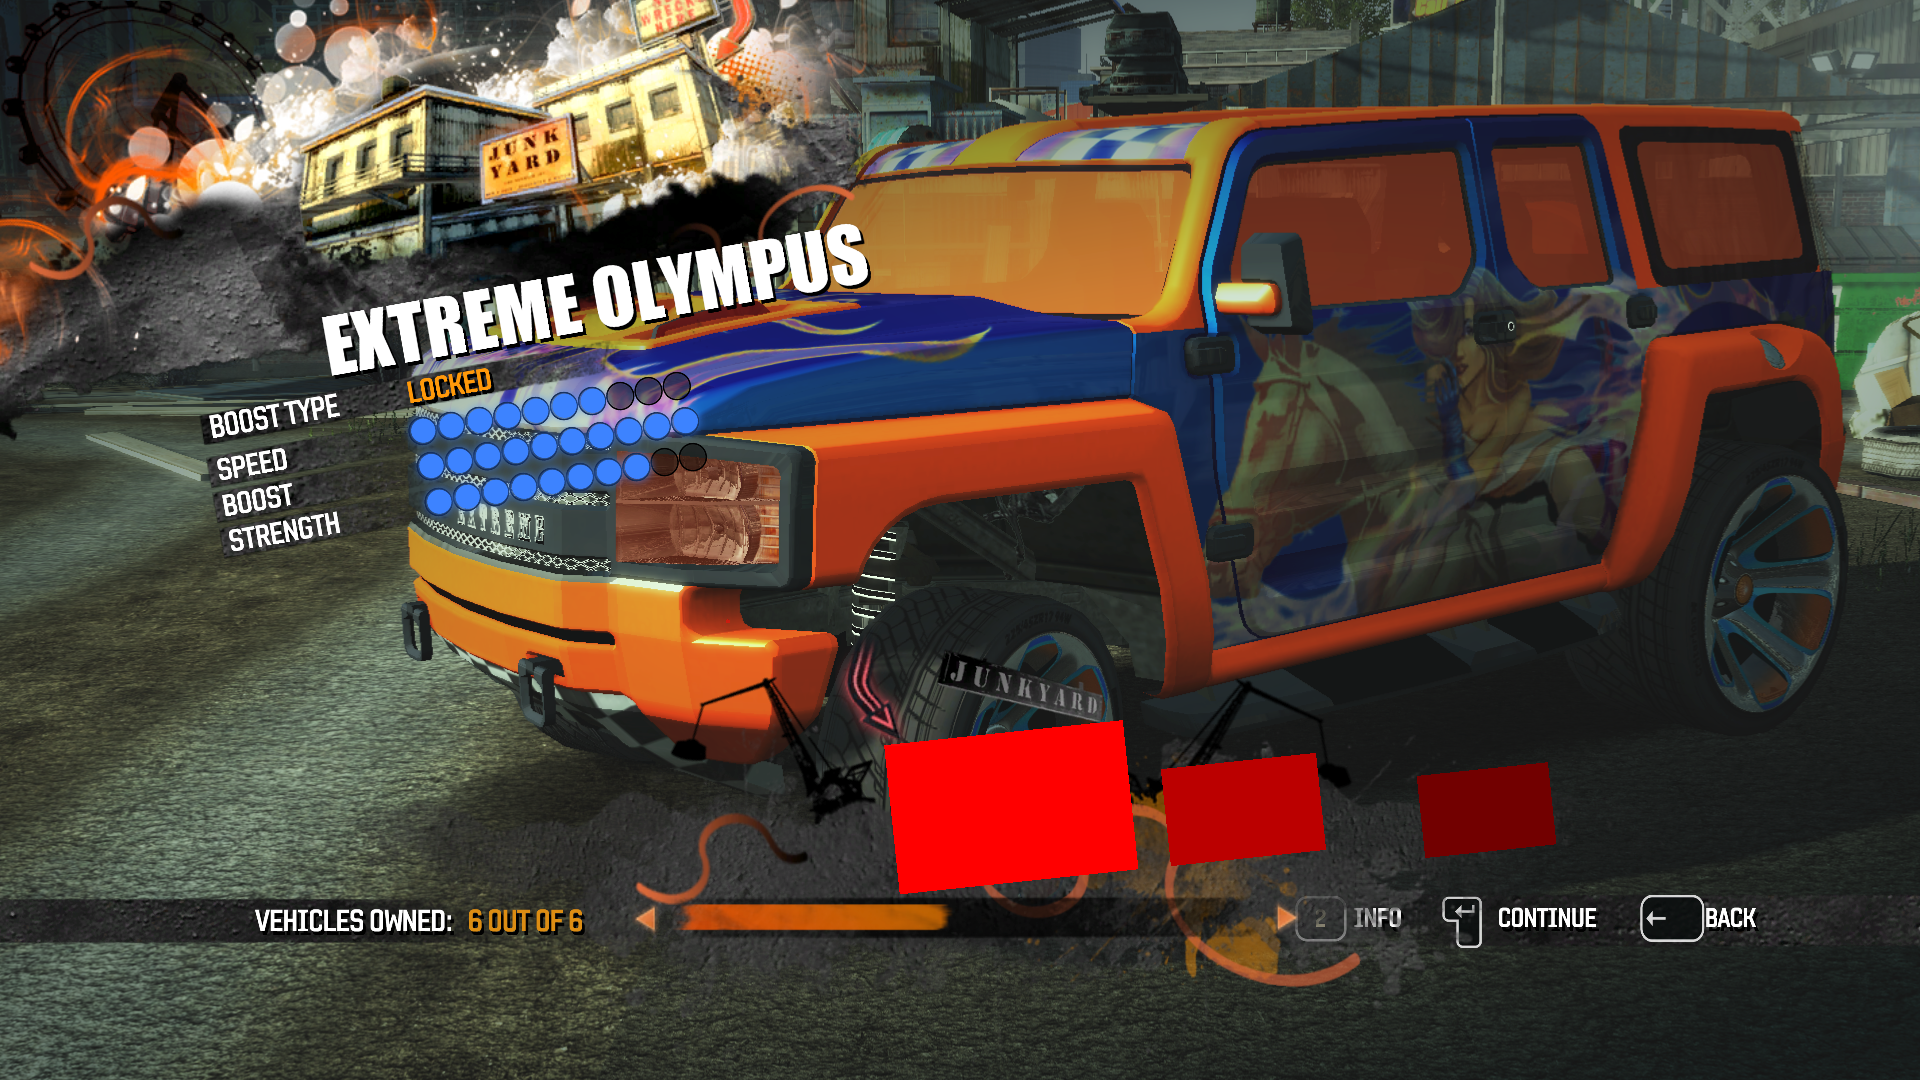 JUNK
YARD
EXTREME OLYMPUS
BOOST TYPE
LOCKED
SPEED
BOOST
STRENGTH
EXTREME
JUNKYARD
VEHICLES OWNED: 6 OUT OF 6
2 INFO
CONTINUE
BACK